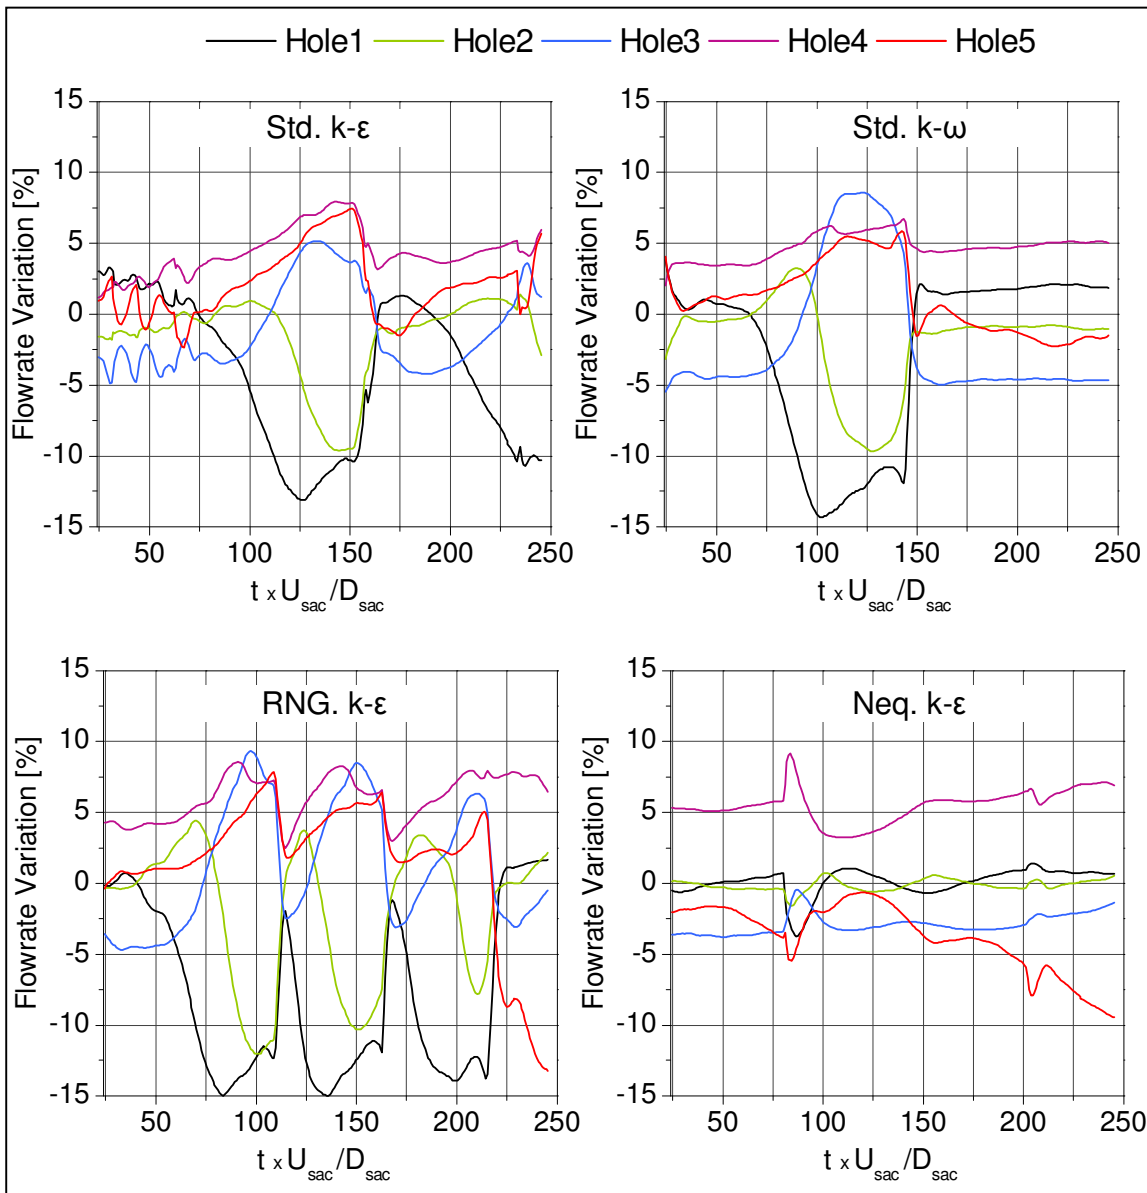 Hole1 Hole2 Hole3 Hole4 Hole5
Std. k-ε
Flowrate Variation [%]
15
10
5
0
-5
-10
-15
50 100 150 200 250
t × U_sac/D_sac
Std. k-ω
Flowrate Variation [%]
15
10
5
0
-5
-10
-15
50 100 150 200 250
t × U_sac/D_sac
RNG. k-ε
Flowrate Variation [%]
15
10
5
0
-5
-10
-15
50 100 150 200 250
t × U_sac/D_sac
Neq. k-ε
Flowrate Variation [%]
15
10
5
0
-5
-10
-15
50 100 150 200 250
t × U_sac/D_sac